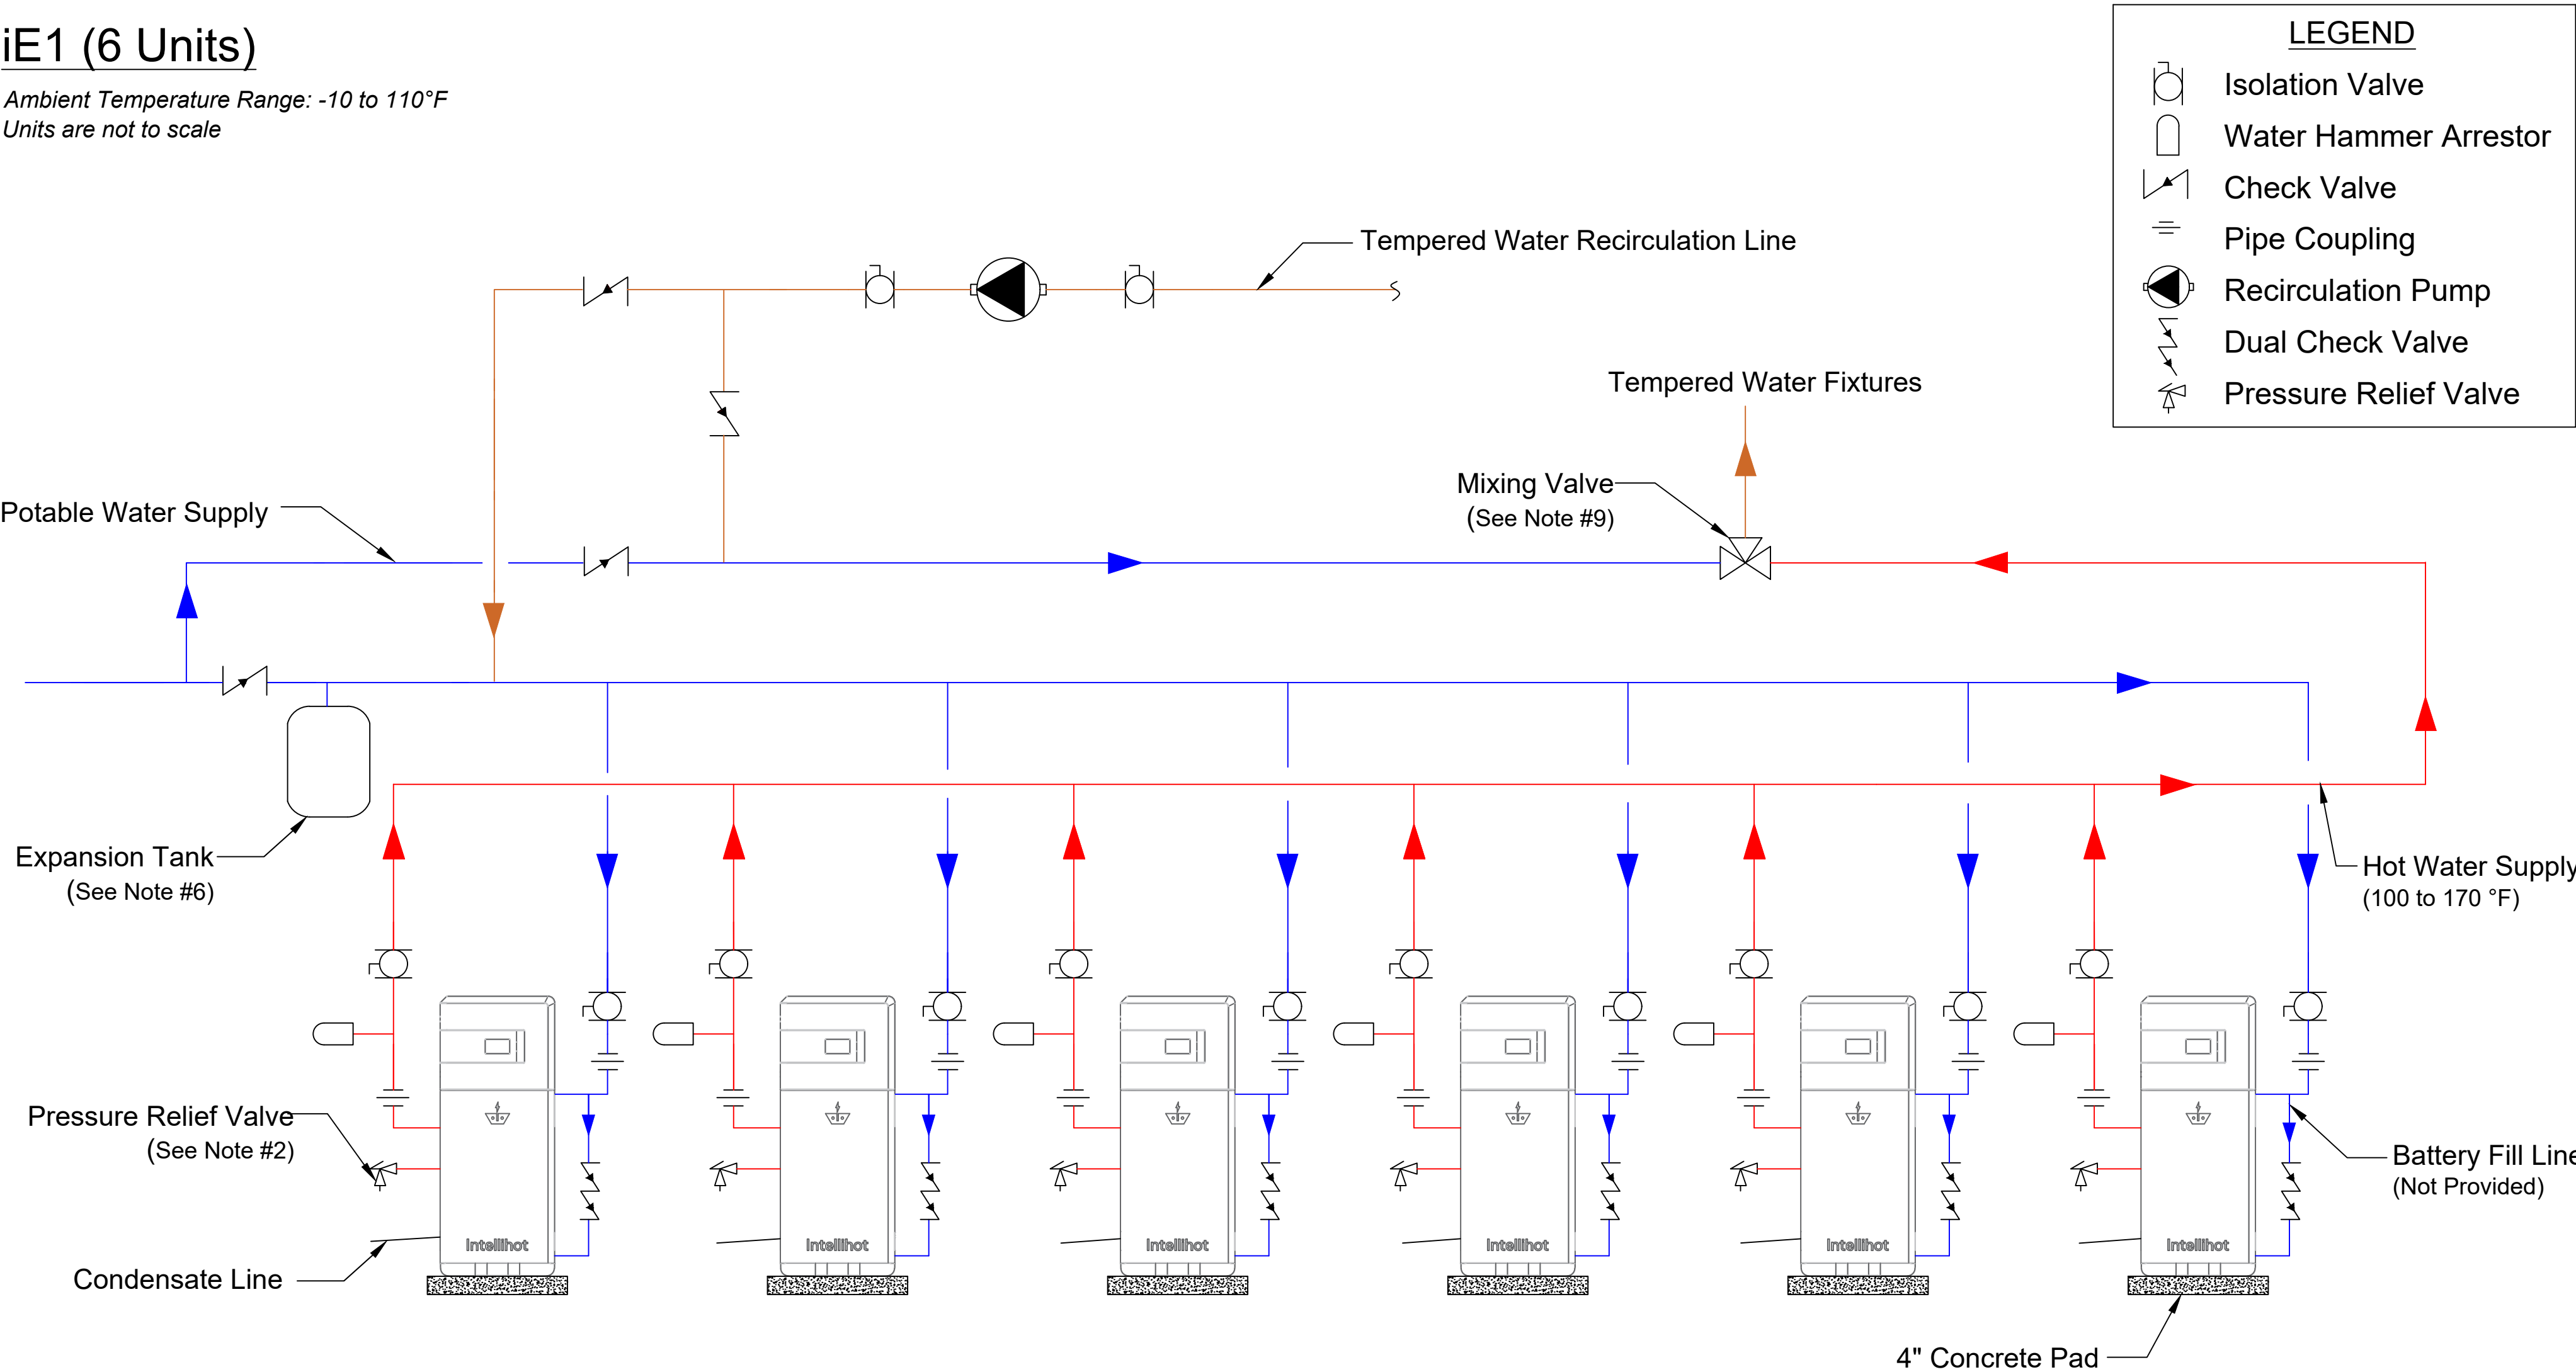 iE1 (6 Units)
Ambient Temperature Range: -10 to 110°F
Units are not to scale
LEGEND
Isolation Valve
Water Hammer Arrestor
Check Valve
Pipe Coupling
Recirculation Pump
Dual Check Valve
Pressure Relief Valve
Tempered Water Recirculation Line
Tempered Water Fixtures
Mixing Valve
(See Note #9)
Potable Water Supply
Expansion Tank
(See Note #6)
Hot Water Supply
(100 to 170 °F)
Pressure Relief Valve
(See Note #2)
Battery Fill Line
(Not Provided)
Condensate Line
Intellihot
Intellihot
Intellihot
Intellihot
Intellihot
Intellihot
4" Concrete Pad